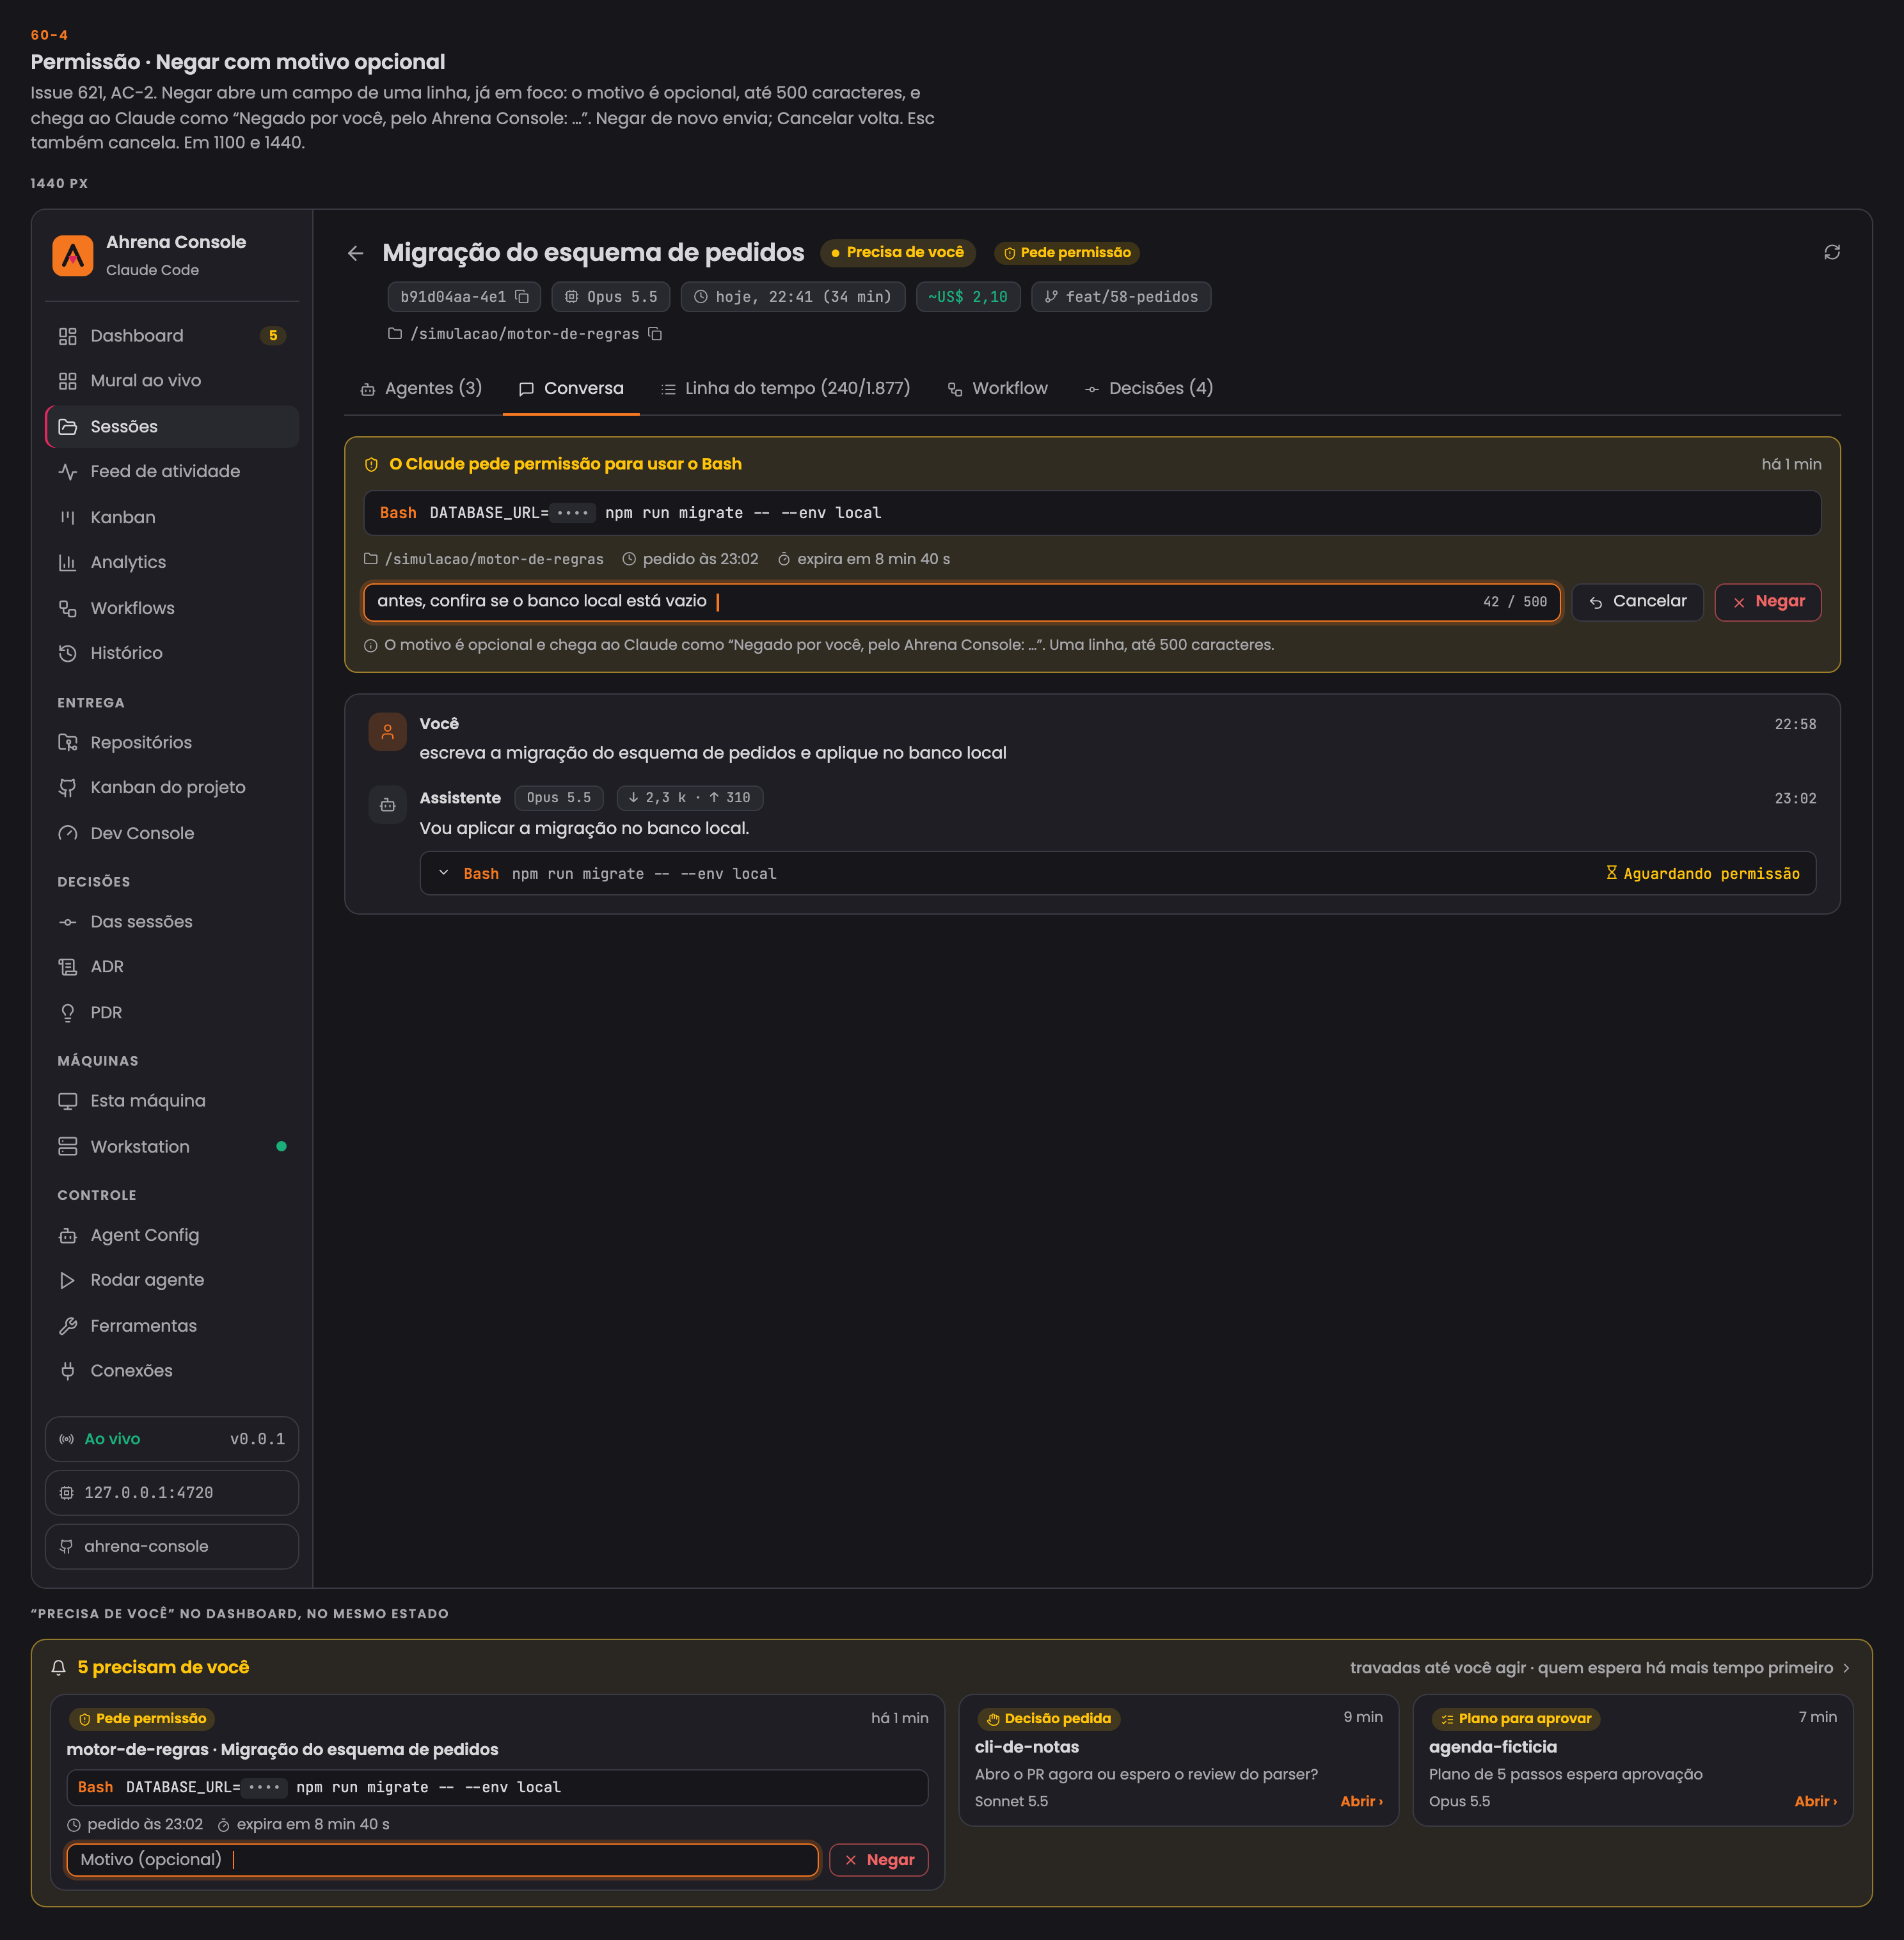 60-4
Permissão · Negar com motivo opcional
Issue 621, AC-2. Negar abre um campo de uma linha, já em foco: o motivo é opcional, até 500 caracteres, e
chega ao Claude como “Negado por você, pelo Ahrena Console: …”. Negar de novo envia; Cancelar volta. Esc
também cancela. Em 1100 e 1440.
1440 PX
Ahrena Console
Claude Code
Dashboard 5
Mural ao vivo
Sessões
Feed de atividade
Kanban
Analytics
Workflows
Histórico
ENTREGA
Repositórios
Kanban do projeto
Dev Console
DECISÕES
Das sessões
ADR
PDR
MÁQUINAS
Esta máquina
Workstation
CONTROLE
Agent Config
Rodar agente
Ferramentas
Conexões
Ao vivo v0.0.1
127.0.0.1:4720
ahrena-console
Migração do esquema de pedidos Precisa de você Pede permissão
b91d04aa-4e1 Opus 5.5 hoje, 22:41 (34 min) ~US$ 2,10 feat/58-pedidos
/simulacao/motor-de-regras
Agentes (3) Conversa Linha do tempo (240/1.877) Workflow Decisões (4)
O Claude pede permissão para usar o Bash há 1 min
Bash DATABASE_URL=•••• npm run migrate -- --env local
/simulacao/motor-de-regras pedido às 23:02 expira em 8 min 40 s
antes, confira se o banco local está vazio 42 / 500 Cancelar Negar
O motivo é opcional e chega ao Claude como “Negado por você, pelo Ahrena Console: …”. Uma linha, até 500 caracteres.
Você 22:58
escreva a migração do esquema de pedidos e aplique no banco local
Assistente Opus 5.5 ↓ 2,3 k · ↑ 310 23:02
Vou aplicar a migração no banco local.
Bash npm run migrate -- --env local Aguardando permissão
“PRECISA DE VOCÊ” NO DASHBOARD, NO MESMO ESTADO
5 precisam de você travadas até você agir · quem espera há mais tempo primeiro ›
Pede permissão há 1 min
motor-de-regras · Migração do esquema de pedidos
Bash DATABASE_URL=•••• npm run migrate -- --env local
pedido às 23:02 expira em 8 min 40 s
Motivo (opcional) Negar
Decisão pedida 9 min
cli-de-notas
Abro o PR agora ou espero o review do parser?
Sonnet 5.5 Abrir ›
Plano para aprovar 7 min
agenda-ficticia
Plano de 5 passos espera aprovação
Opus 5.5 Abrir ›